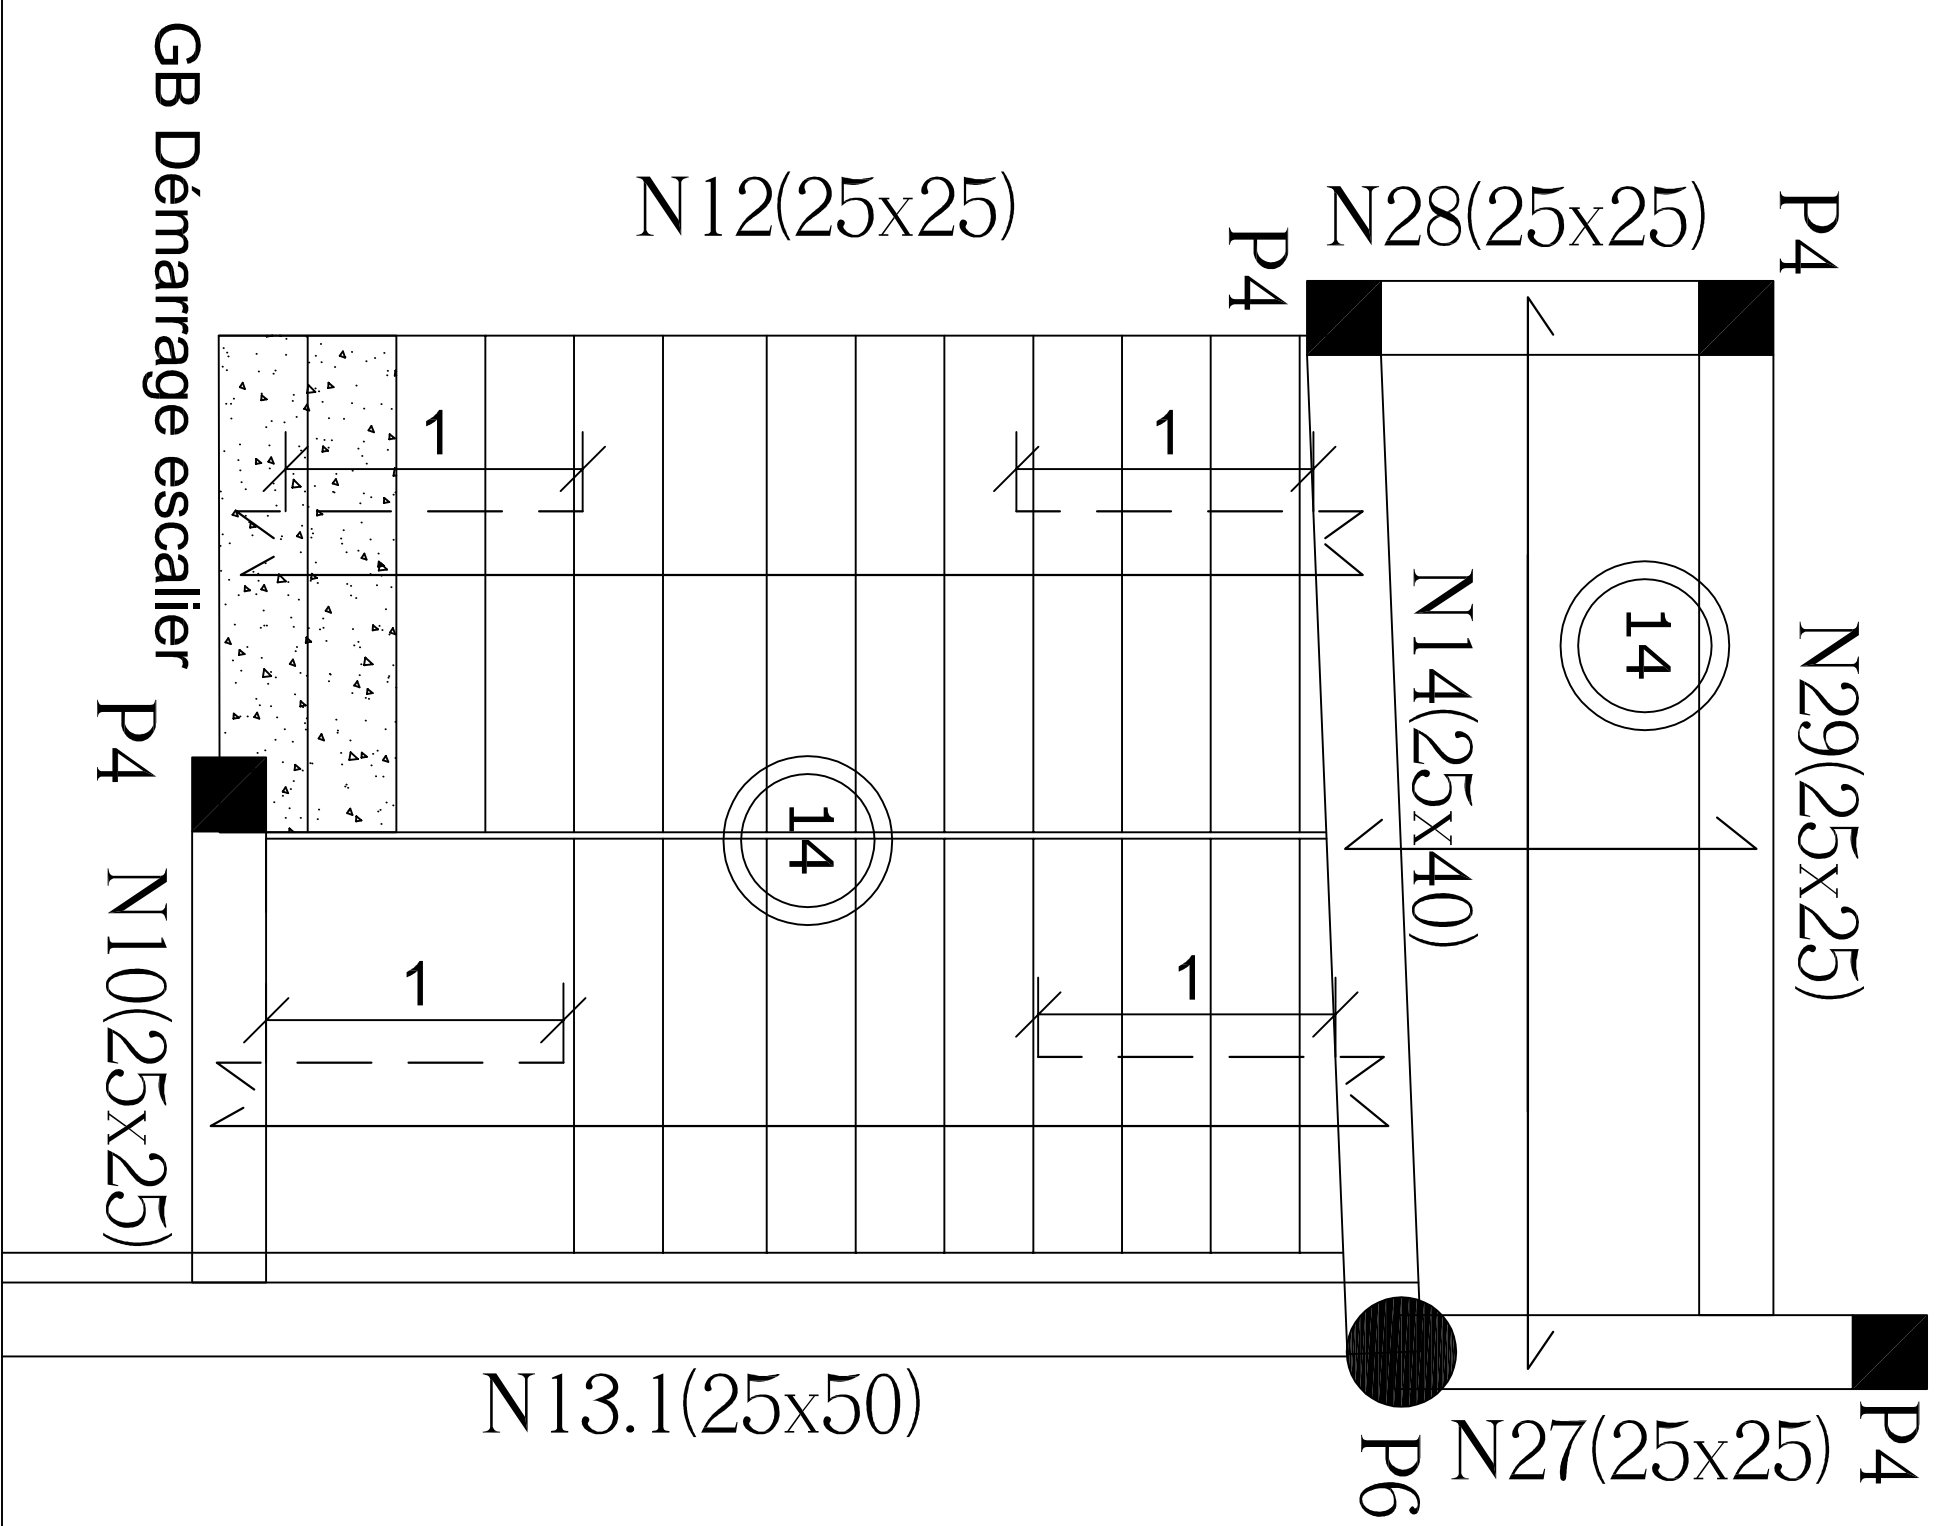 GB Démarrage escalier
N12(25x25)
P4
N28(25x25)
P4
1
1
N14(25x40)
14
N29(25x25)
P4
14
N10(25x25)
1
1
N13.1(25x50)
P6
N27(25x25)
P4